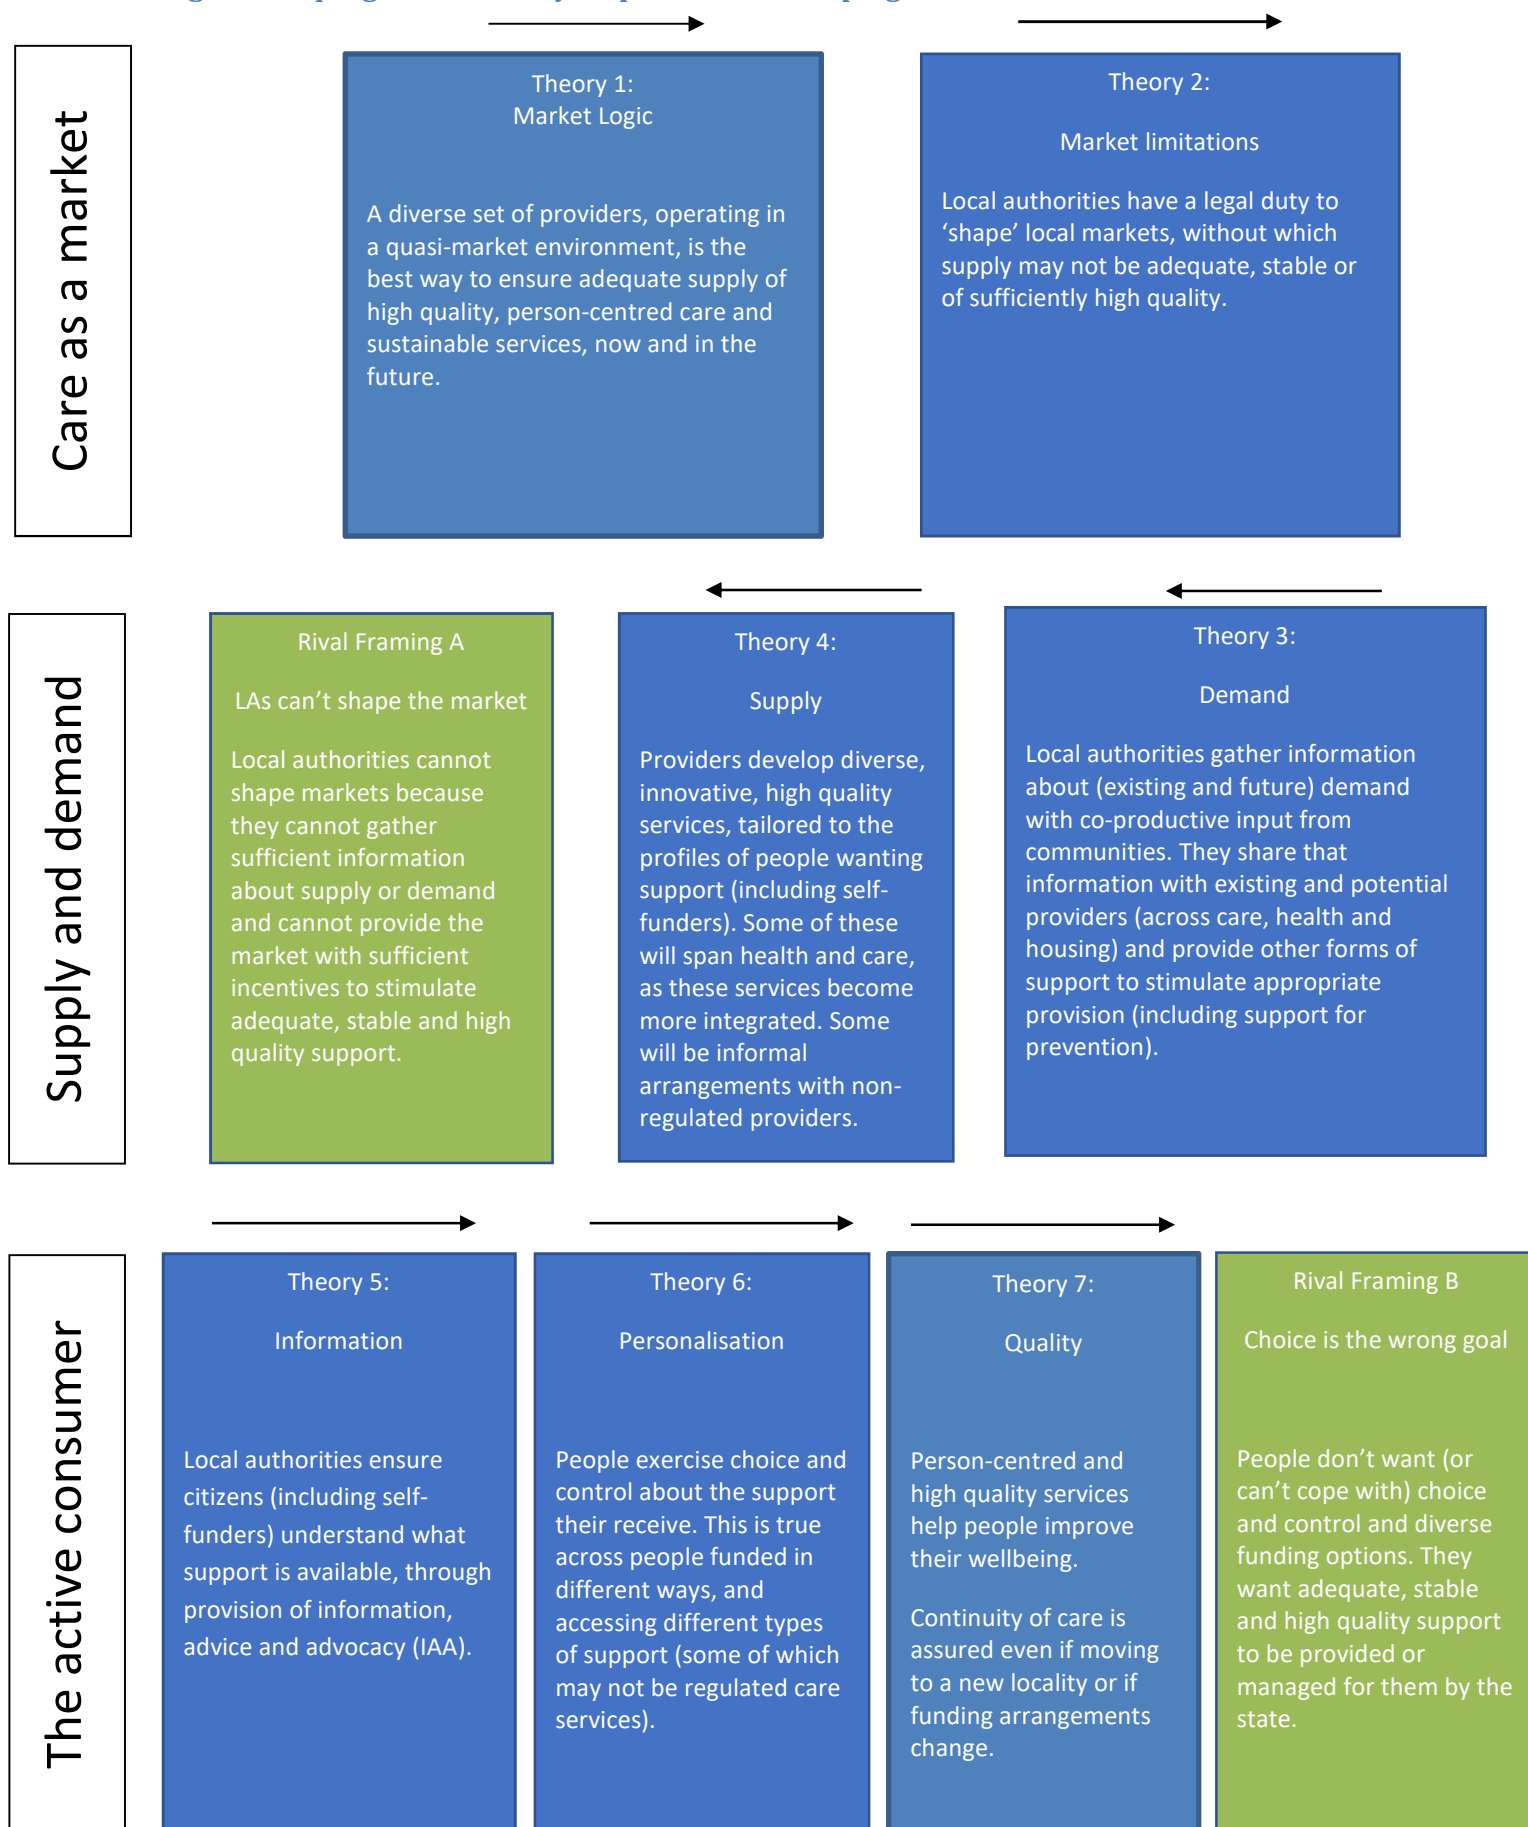 Care as a market
Theory 1:
Market Logic
A diverse set of providers, operating in
a quasi-market environment, is the
best way to ensure adequate supply of
high quality, person-centred care and
sustainable services, now and in the
future.
Theory 2:
Market limitations
Local authorities have a legal duty to
‘shape’ local markets, without which
supply may not be adequate, stable or
of sufficiently high quality.
Supply and demand
Rival Framing A
LAs can’t shape the market
Local authorities cannot
shape markets because
they cannot gather
sufficient information
about supply or demand
and cannot provide the
market with sufficient
incentives to stimulate
adequate, stable and high
quality support.
Theory 4:
Supply
Providers develop diverse,
innovative, high quality
services, tailored to the
profiles of people wanting
support (including self-
funders). Some of these
will span health and care,
as these services become
more integrated. Some
will be informal
arrangements with non-
regulated providers.
Theory 3:
Demand
Local authorities gather information
about (existing and future) demand
with co-productive input from
communities. They share that
information with existing and potential
providers (across care, health and
housing) and provide other forms of
support to stimulate appropriate
provision (including support for
prevention).
The active consumer
Theory 5:
Information
Local authorities ensure
citizens (including self-
funders) understand what
support is available, through
provision of information,
advice and advocacy (IAA).
Theory 6:
Personalisation
People exercise choice and
control about the support
their receive. This is true
across people funded in
different ways, and
accessing different types
of support (some of which
may not be regulated care
services).
Theory 7:
Quality
Person-centred and
high quality services
help people improve
their wellbeing.
Continuity of care is
assured even if moving
to a new locality or if
funding arrangements
change.
Rival Framing B
Choice is the wrong goal
People don’t want (or
can’t cope with) choice
and control and diverse
funding options. They
want adequate, stable
and high quality support
to be provided or
managed for them by the
state.